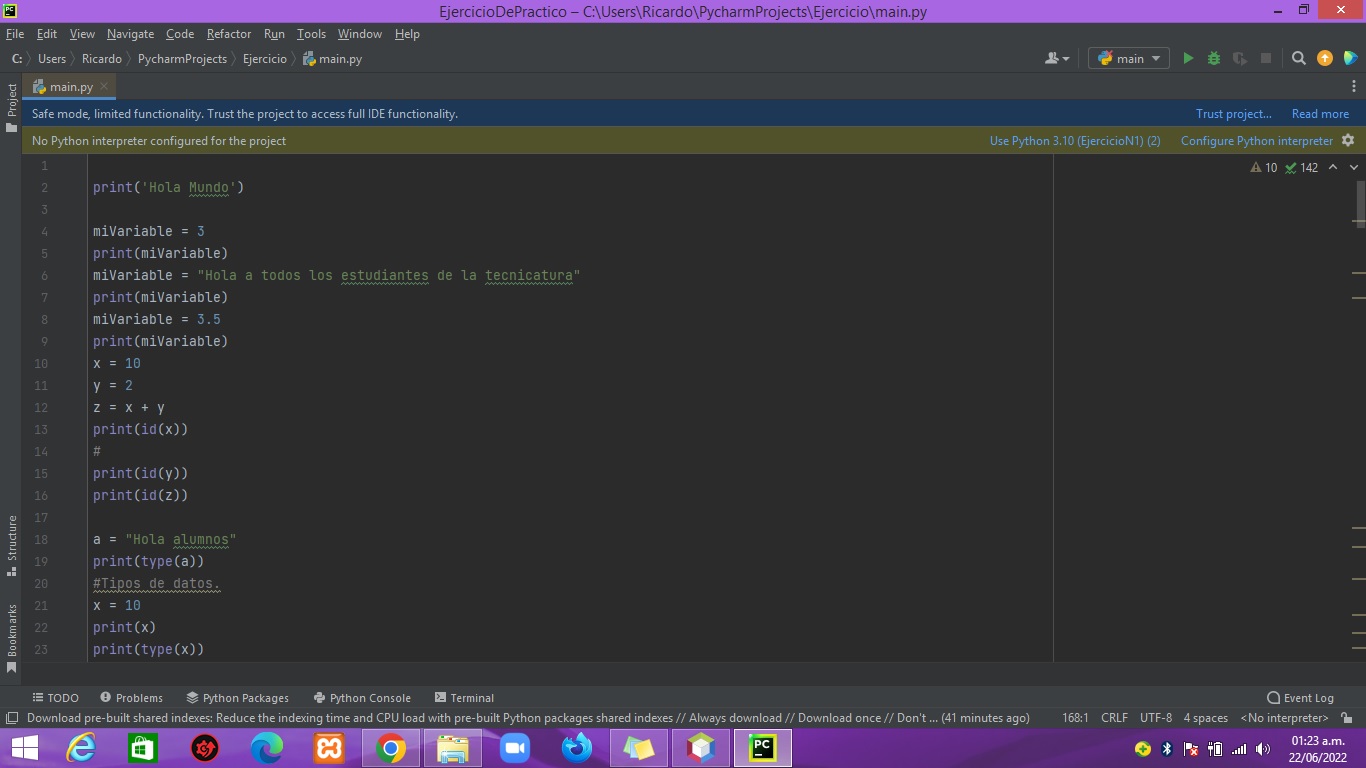 PC
EjercicioDePractico – C:\Users\Ricardo\PycharmProjects\Ejercicio\main.py
File Edit View Navigate Code Refactor Run Tools Window Help
C: Users Ricardo PycharmProjects Ejercicio main.py main
Project
main.py
Safe mode, limited functionality. Trust the project to access full IDE functionality. Trust project... Read more
No Python interpreter configured for the project Use Python 3.10 (EjercicioN1) (2) Configure Python interpreter
10 142
1
2 print('Hola Mundo')
3
4 miVariable = 3
5 print(miVariable)
6 miVariable = "Hola a todos los estudiantes de la tecnicatura"
7 print(miVariable)
8 miVariable = 3.5
9 print(miVariable)
10 x = 10
11 y = 2
12 z = x + y
13 print(id(x))
14 #
15 print(id(y))
16 print(id(z))
17
18 a = "Hola alumnos"
19 print(type(a))
20 #Tipos de datos.
21 x = 10
22 print(x)
23 print(type(x))
Structure
Bookmarks
TODO Problems Python Packages Python Console Terminal Event Log
Download pre-built shared indexes: Reduce the indexing time and CPU load with pre-built Python packages shared indexes // Always download // Download once // Don't ... (41 minutes ago) 168:1 CRLF UTF-8 4 spaces <No interpreter>
PC
01:23 a.m.
22/06/2022